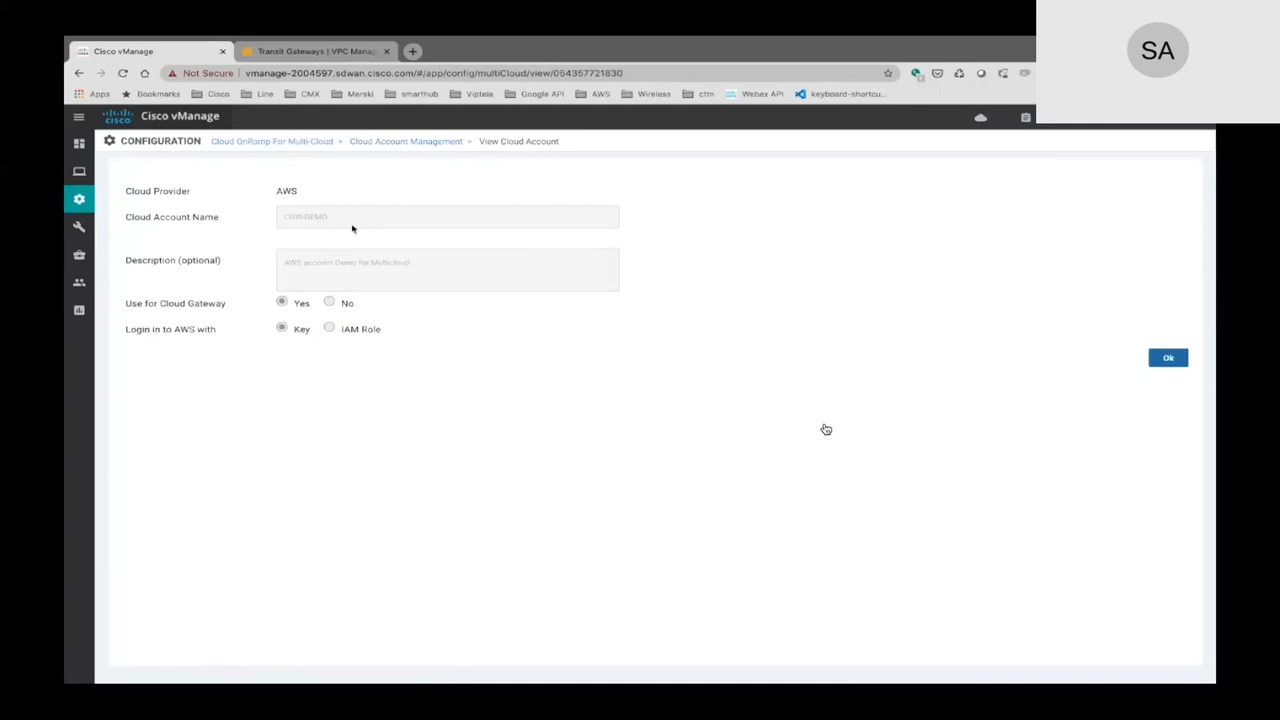 SA
Cisco vManage
Transit Gateways | VPC Manag
Not Secure | vmanage-2004597.sdwan.cisco.com/#/app/config/multiCloud/view/054357721830
Apps Bookmarks Cisco Line CMX Meraki smarthub Viptela Google API AWS Wireless cttn Webex API keyboard-shortcu...
cisco Cisco vManage
CONFIGURATION Cloud OnRamp For Multi-Cloud > Cloud Account Management > View Cloud Account
Cloud Provider AWS
Cloud Account Name
Description (optional) AWS account Demo for Multicloud
Use for Cloud Gateway Yes No
Login in to AWS with Key IAM Role
Ok